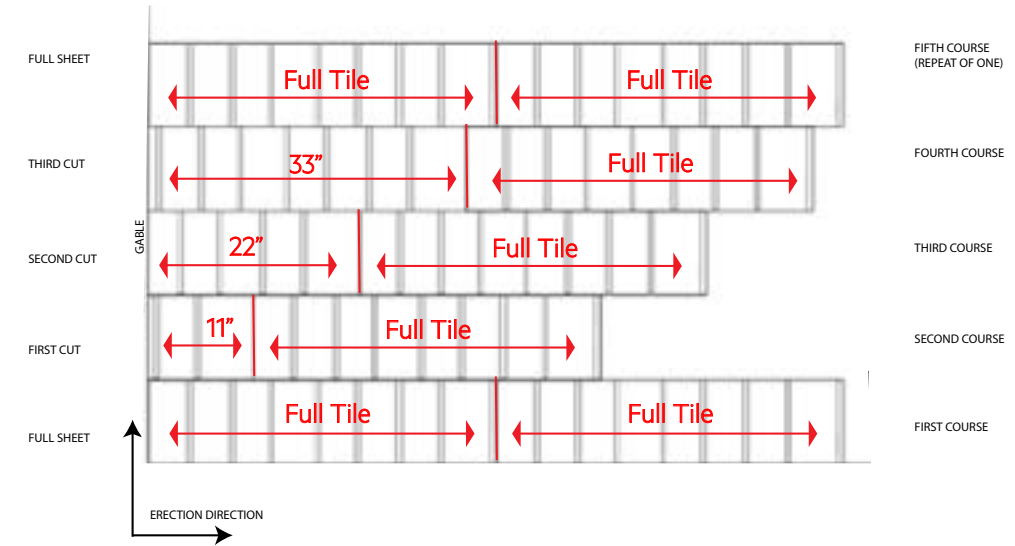 FULL SHEET
Full Tile
Full Tile
FIFTH COURSE
(REPEAT OF ONE)
THIRD CUT
33”
Full Tile
FOURTH COURSE
GABLE
SECOND CUT
22”
Full Tile
THIRD COURSE
FIRST CUT
11”
Full Tile
SECOND COURSE
FULL SHEET
Full Tile
Full Tile
FIRST COURSE
ERECTION DIRECTION